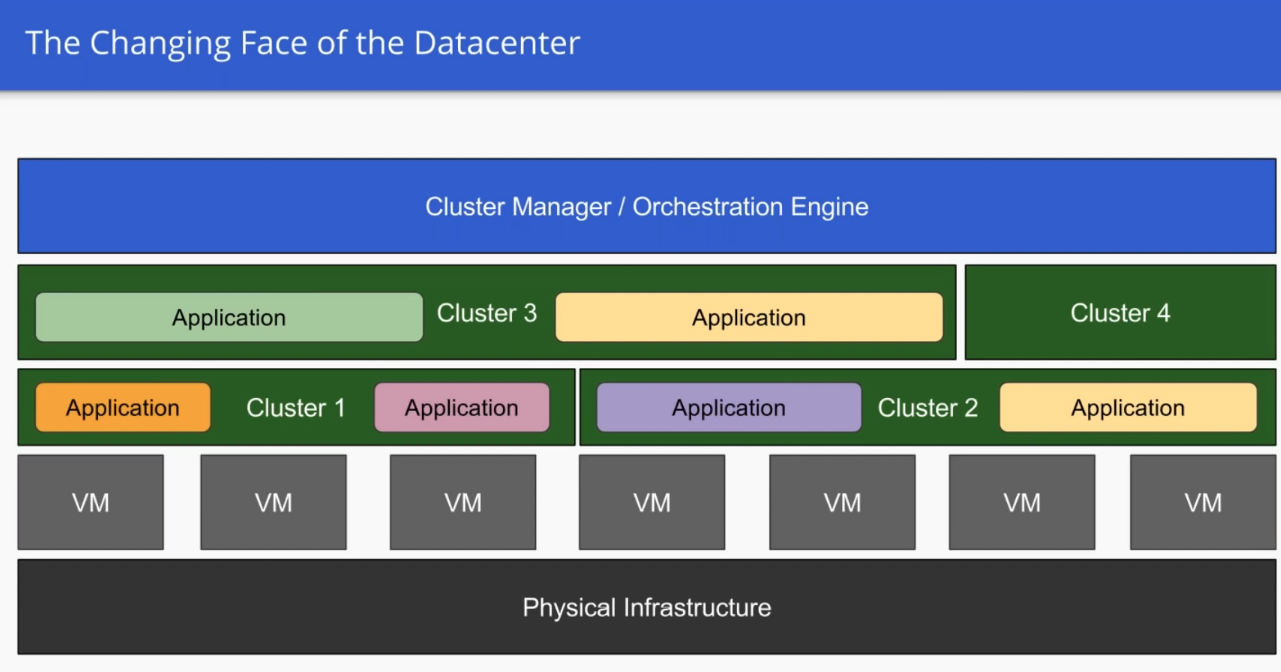 The Changing Face of the Datacenter
Cluster Manager / Orchestration Engine
Application Cluster 3 Application Cluster 4
Application Cluster 1 Application Application Cluster 2 Application
VM VM VM VM VM VM VM
Physical Infrastructure